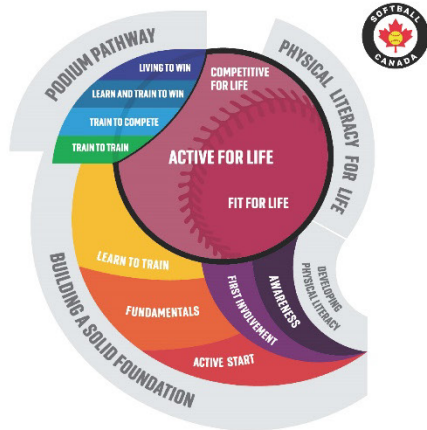 SOFTBALL
CANADA
PODIUM PATHWAY
PHYSICAL LITERACY FOR LIFE
LIVING TO WIN
LEARN AND TRAIN TO WIN
TRAIN TO COMPETE
TRAIN TO TRAIN
COMPETITIVE
FOR LIFE
ACTIVE FOR LIFE
FIT FOR LIFE
LEARN TO TRAIN
FUNDAMENTALS
ACTIVE START
FIRST INVOLVEMENT
AWARENESS
DEVELOPING
PHYSICAL LITERACY
BUILDING A SOLID FOUNDATION